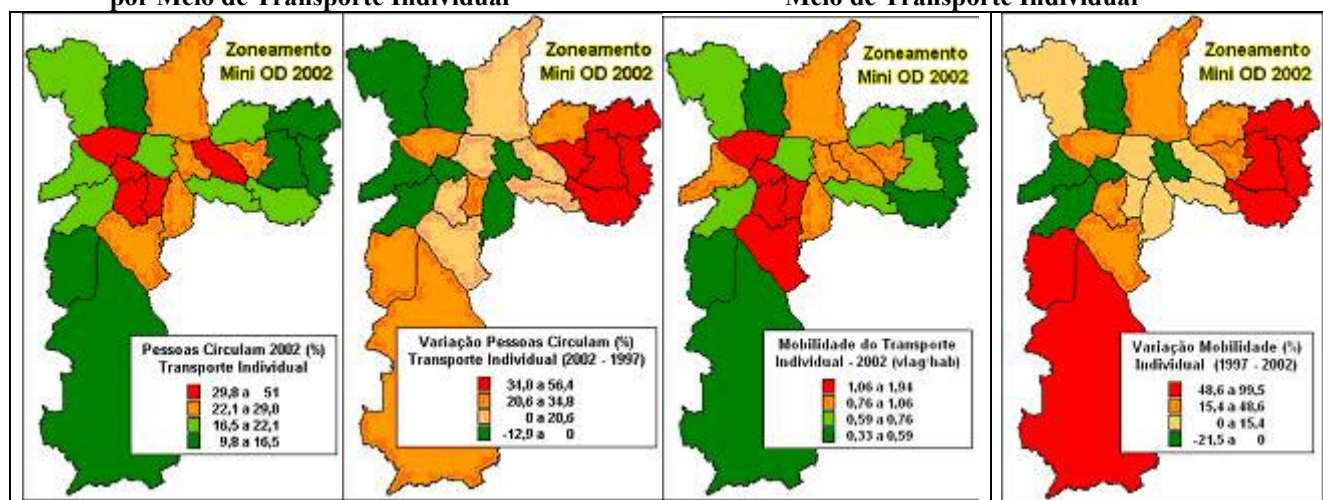 por Meio de Transporte Individual
Meio de Transporte Individual
Zoneamento
Mini OD 2002
Pessoas Circulam 2002 (%)
Transporte Individual
29,8 a 51
22,1 a 29,8
16,5 a 22,1
9,8 a 16,5
Zoneamento
Mini OD 2002
Variação Pessoas Circulam (%)
Transporte Individual (2002 - 1997)
34,8 a 56,4
20,6 a 34,8
0 a 20,6
-12,9 a 0
Zoneamento
Mini OD 2002
Mobilidade do Transporte
Individual - 2002 (viag/hab)
1,06 a 1,94
0,76 a 1,06
0,59 a 0,76
0,33 a 0,59
Zoneamento
Mini OD 2002
Variação Mobilidade (%)
Individual (1997 - 2002)
48,6 a 99,5
15,4 a 48,6
0 a 15,4
-21,5 a 0